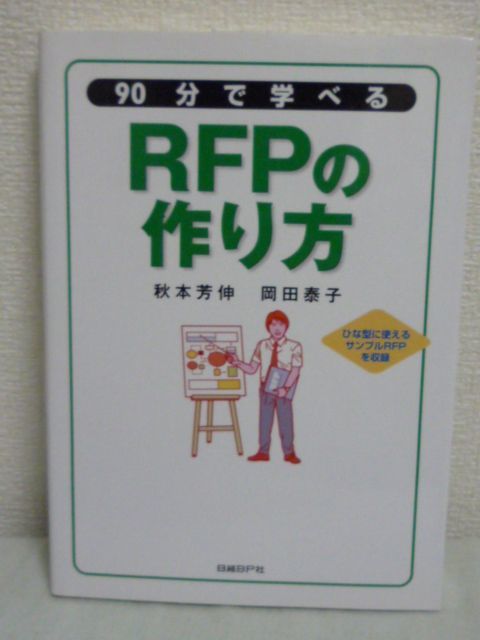 90分で学べる
RFPの
作り方
秋本芳伸 岡田泰子
ひな型に使える
サンプルRFP
を収録
日経BP社